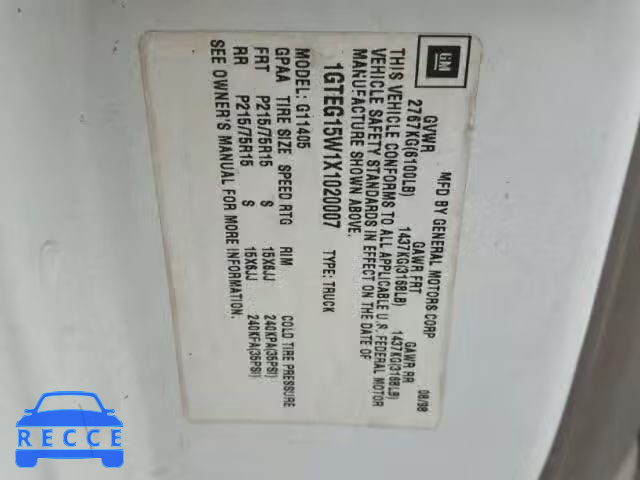 GM
MFD BY GENERAL MOTORS CORP 08/98
GVWR GAWR FRT GAWR RR
2767KG(6100LB) 1437KG(3168LB) 1437KG(3168LB)
THIS VEHICLE CONFORMS TO ALL APPLICABLE U.S. FEDERAL MOTOR
VEHICLE SAFETY STANDARDS IN EFFECT ON THE DATE OF
MANUFACTURE SHOWN ABOVE.
1GTEG15W1X1020007 TYPE: TRUCK
MODEL: G11405
GPAA TIRE SIZE SPEED RTG RIM COLD TIRE PRESSURE
FRT P215/75R15 S 15X6JJ 240KPA(35PSI)
RR P215/75R15 S 15X6JJ 240KPA(35PSI)
SEE OWNER'S MANUAL FOR MORE INFORMATION.
RECCE